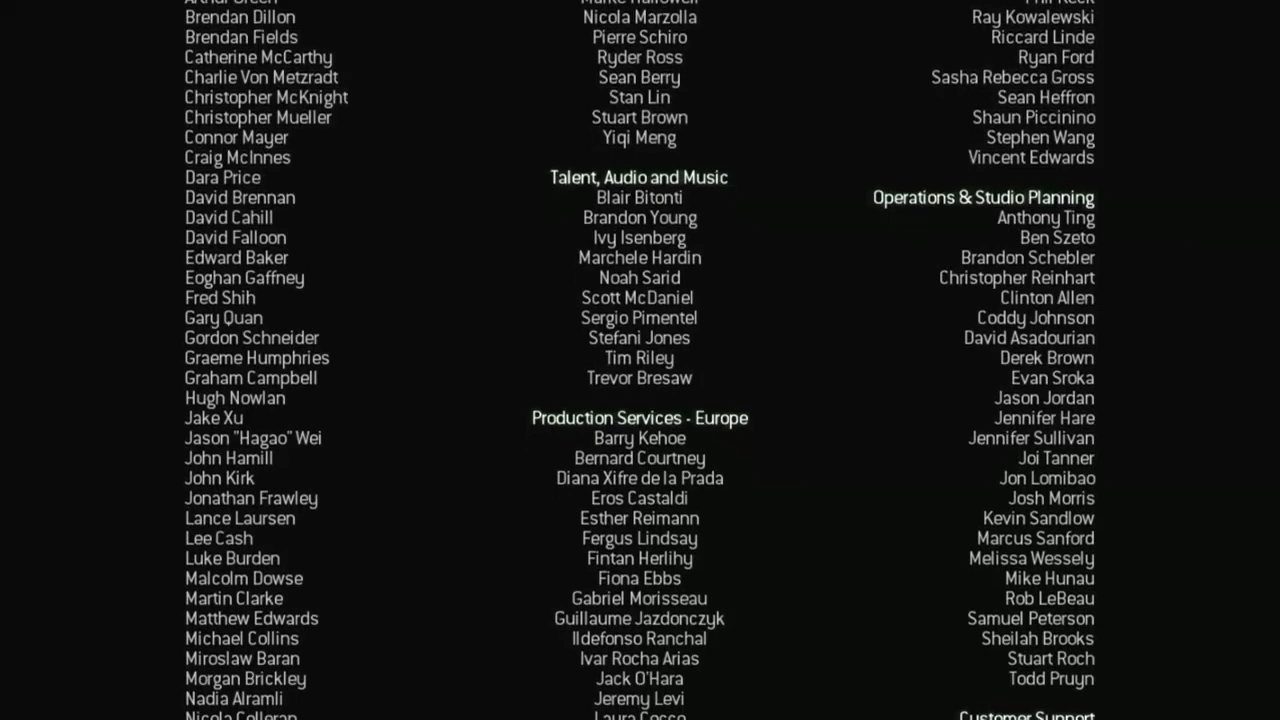 Brendan Dillon
Brendan Fields
Catherine McCarthy
Charlie Von Metzradt
Christopher McKnight
Christopher Mueller
Connor Mayer
Craig McInnes
Dara Price
David Brennan
David Cahill
David Falloon
Edward Baker
Eoghan Gaffney
Fred Shih
Gary Quan
Gordon Schneider
Graeme Humphries
Graham Campbell
Hugh Nowlan
Jake Xu
Jason "Hagao" Wei
John Hamill
John Kirk
Jonathan Frawley
Lance Laursen
Lee Cash
Luke Burden
Malcolm Dowse
Martin Clarke
Matthew Edwards
Michael Collins
Miroslaw Baran
Morgan Brickley
Nadia Alramli
Nicola Colleran
Nicola Marzolla
Pierre Schiro
Ryder Ross
Sean Berry
Stan Lin
Stuart Brown
Yiqi Meng
Talent, Audio and Music
Blair Bitonti
Brandon Young
Ivy Isenberg
Marchele Hardin
Noah Sarid
Scott McDaniel
Sergio Pimentel
Stefani Jones
Tim Riley
Trevor Bresaw
Production Services - Europe
Barry Kehoe
Bernard Courtney
Diana Xifre de la Prada
Eros Castaldi
Esther Reimann
Fergus Lindsay
Fintan Herlihy
Fiona Ebbs
Gabriel Morisseau
Guillaume Jazdonczyk
Ildefonso Ranchal
Ivar Rocha Arias
Jack O'Hara
Jeremy Levi
Laura Cocco
Ray Kowalewski
Riccard Linde
Ryan Ford
Sasha Rebecca Gross
Sean Heffron
Shaun Piccinino
Stephen Wang
Vincent Edwards
Operations & Studio Planning
Anthony Ting
Ben Szeto
Brandon Schebler
Christopher Reinhart
Clinton Allen
Coddy Johnson
David Asadourian
Derek Brown
Evan Sroka
Jason Jordan
Jennifer Hare
Jennifer Sullivan
Joi Tanner
Jon Lomibao
Josh Morris
Kevin Sandlow
Marcus Sanford
Melissa Wessely
Mike Hunau
Rob LeBeau
Samuel Peterson
Sheilah Brooks
Stuart Roch
Todd Pruyn
Customer Support